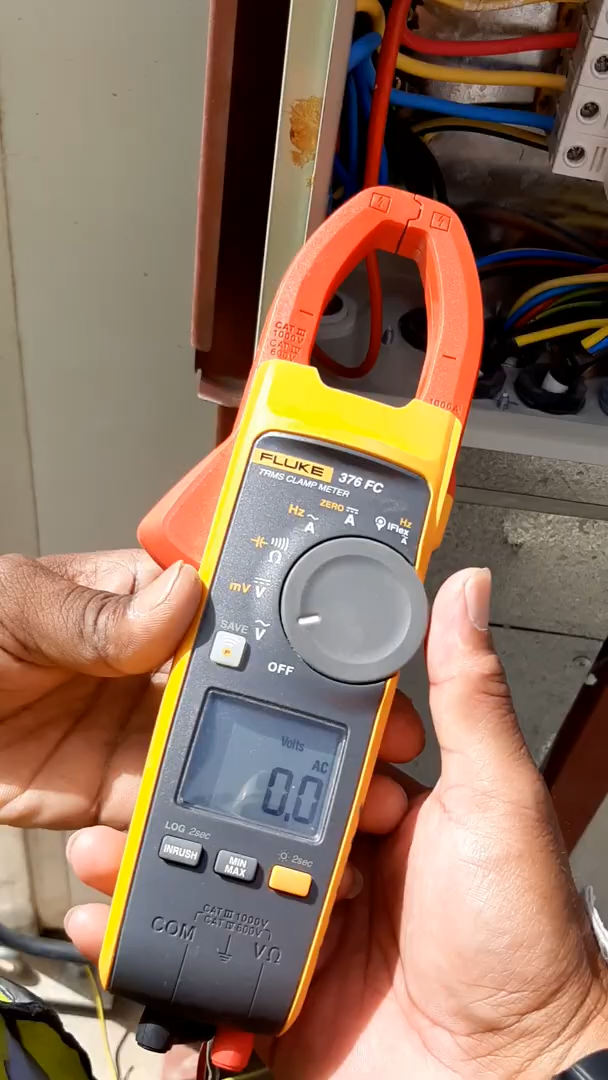 CAT III
1000V
CAT IV
600V
1000A
FLUKE
376 FC
TRMS CLAMP METER
Hz
A
ZERO
A
Hz
iFlex
A
Ω
mV V
SAVE
V
OFF
Volts
AC
0.0
LOG 2sec
2sec
INRUSH
MIN
MAX
CAT III 1000V
CAT IV 600V
COM
VΩ